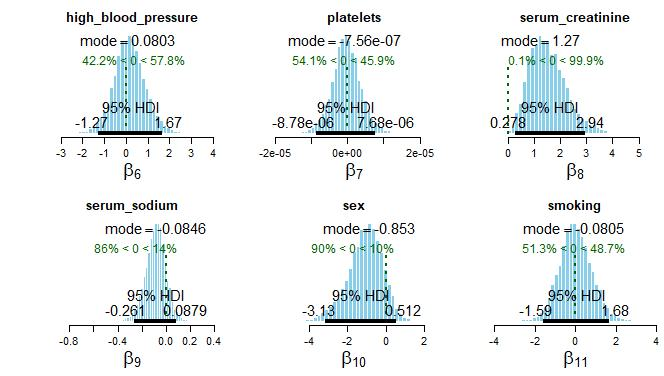 high_blood_pressure
mode = 0.0803
42.2% < 0 < 57.8%
95% HDI
-1.27 1.67
-3 -2 -1 0 1 2 3 4
β6
platelets
mode = -7.56e-07
54.1% < 0 < 45.9%
95% HDI
-8.78e-06 7.68e-06
-2e-05 0e+00 2e-05
β7
serum_creatinine
mode = 1.27
0.1% < 0 < 99.9%
95% HDI
0.278 2.94
0 1 2 3 4 5
β8
serum_sodium
mode = -0.0846
86% < 0 < 14%
95% HDI
-0.261 0.0879
-0.8 -0.4 0.0 0.2 0.4
β9
sex
mode = -0.853
90% < 0 < 10%
95% HDI
-3.13 0.512
-4 -2 0 2
β10
smoking
mode = -0.0805
51.3% < 0 < 48.7%
95% HDI
-1.59 1.68
-4 -2 0 2 4
β11